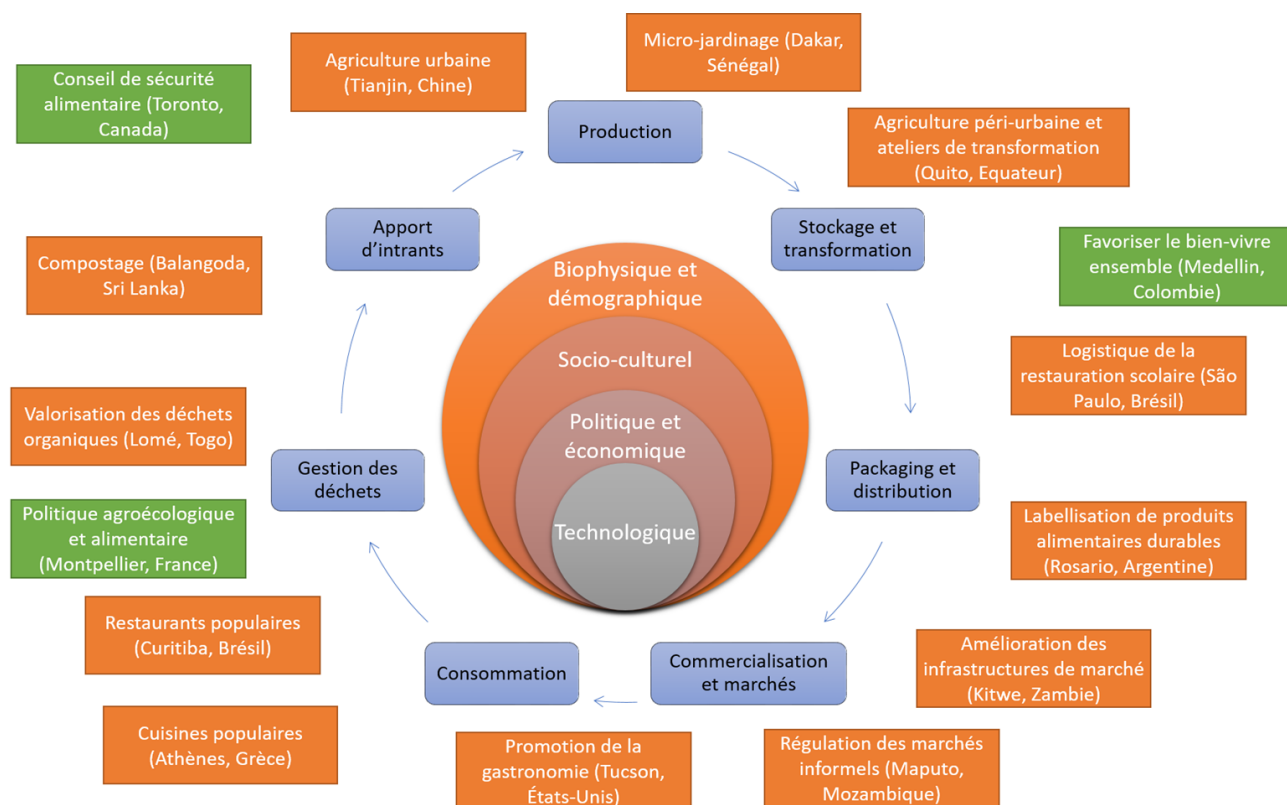 Micro-jardinage (Dakar,
Sénégal)
Agriculture urbaine
(Tianjin, Chine)
Conseil de sécurité
alimentaire (Toronto,
Canada)
Production
Agriculture péri-urbaine et
ateliers de transformation
(Quito, Equateur)
Apport
d’intrants
Stockage et
transformation
Favoriser le bien-vivre
ensemble (Medellin,
Colombie)
Compostage (Balangoda,
Sri Lanka)
Biophysique et
démographique
Socio-culturel
Logistique de la
restauration scolaire (São
Paulo, Brésil)
Valorisation des déchets
organiques (Lomé, Togo)
Politique et
économique
Gestion des
déchets
Packaging et
distribution
Politique agroécologique
et alimentaire
(Montpellier, France)
Technologique
Labellisation de produits
alimentaires durables
(Rosario, Argentine)
Restaurants populaires
(Curitiba, Brésil)
Consommation
Commercialisation
et marchés
Amélioration des
infrastructures de marché
(Kitwe, Zambie)
Cuisines populaires
(Athènes, Grèce)
Promotion de la
gastronomie (Tucson,
États-Unis)
Régulation des marchés
informels (Maputo,
Mozambique)